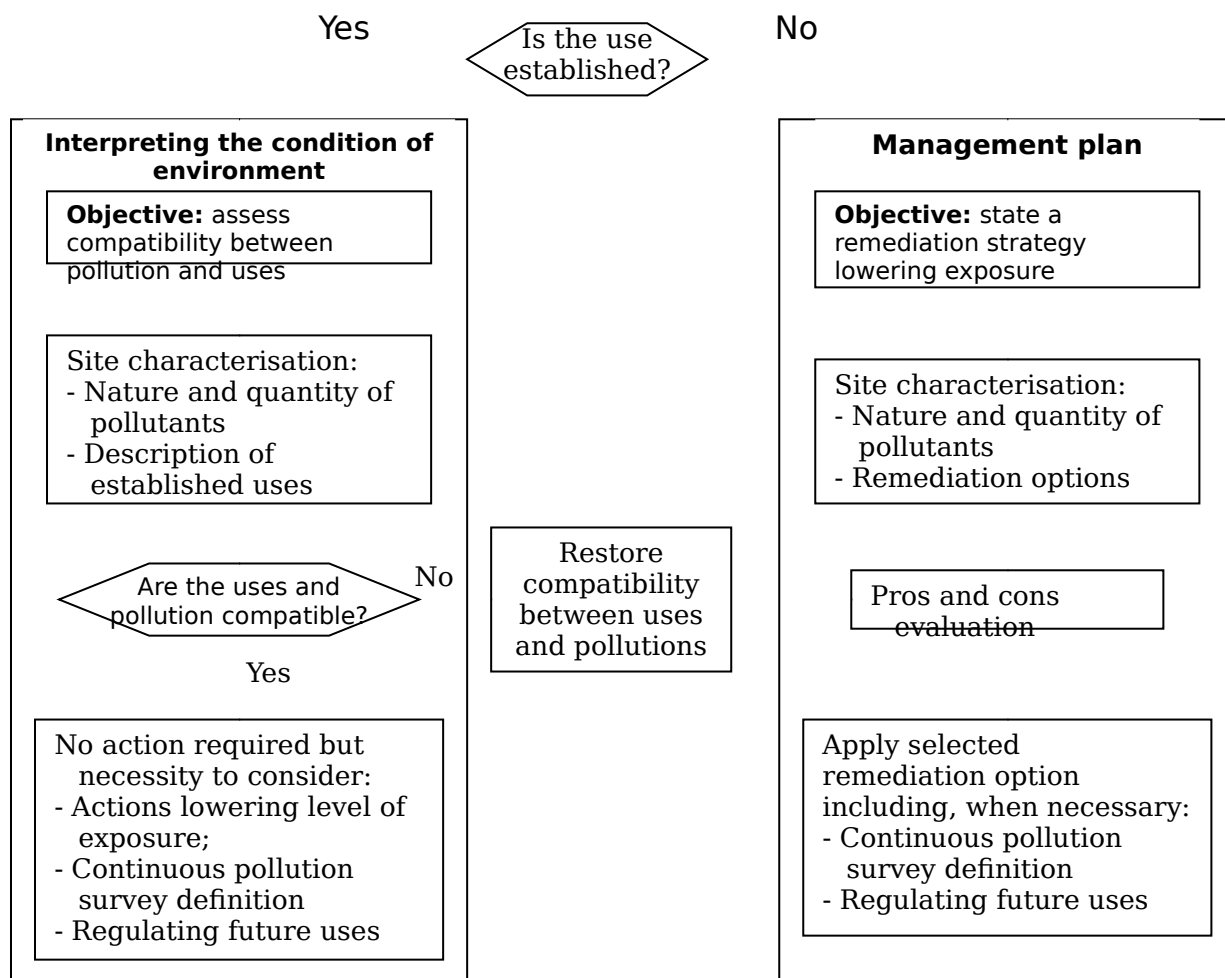 Yes
Is the use
established?
No
Interpreting the condition of
environment
Objective: assess
compatibility between
pollution and uses
Site characterisation:
- Nature and quantity of
pollutants
- Description of
established uses
Are the uses and
pollution compatible?
No
Yes
No action required but
necessity to consider:
- Actions lowering level of
exposure;
- Continuous pollution
survey definition
- Regulating future uses
Restore
compatibility
between uses
and pollutions
Management plan
Objective: state a
remediation strategy
lowering exposure
Site characterisation:
- Nature and quantity of
pollutants
- Remediation options
Pros and cons
evaluation
Apply selected
remediation option
including, when necessary:
- Continuous pollution
survey definition
- Regulating future uses